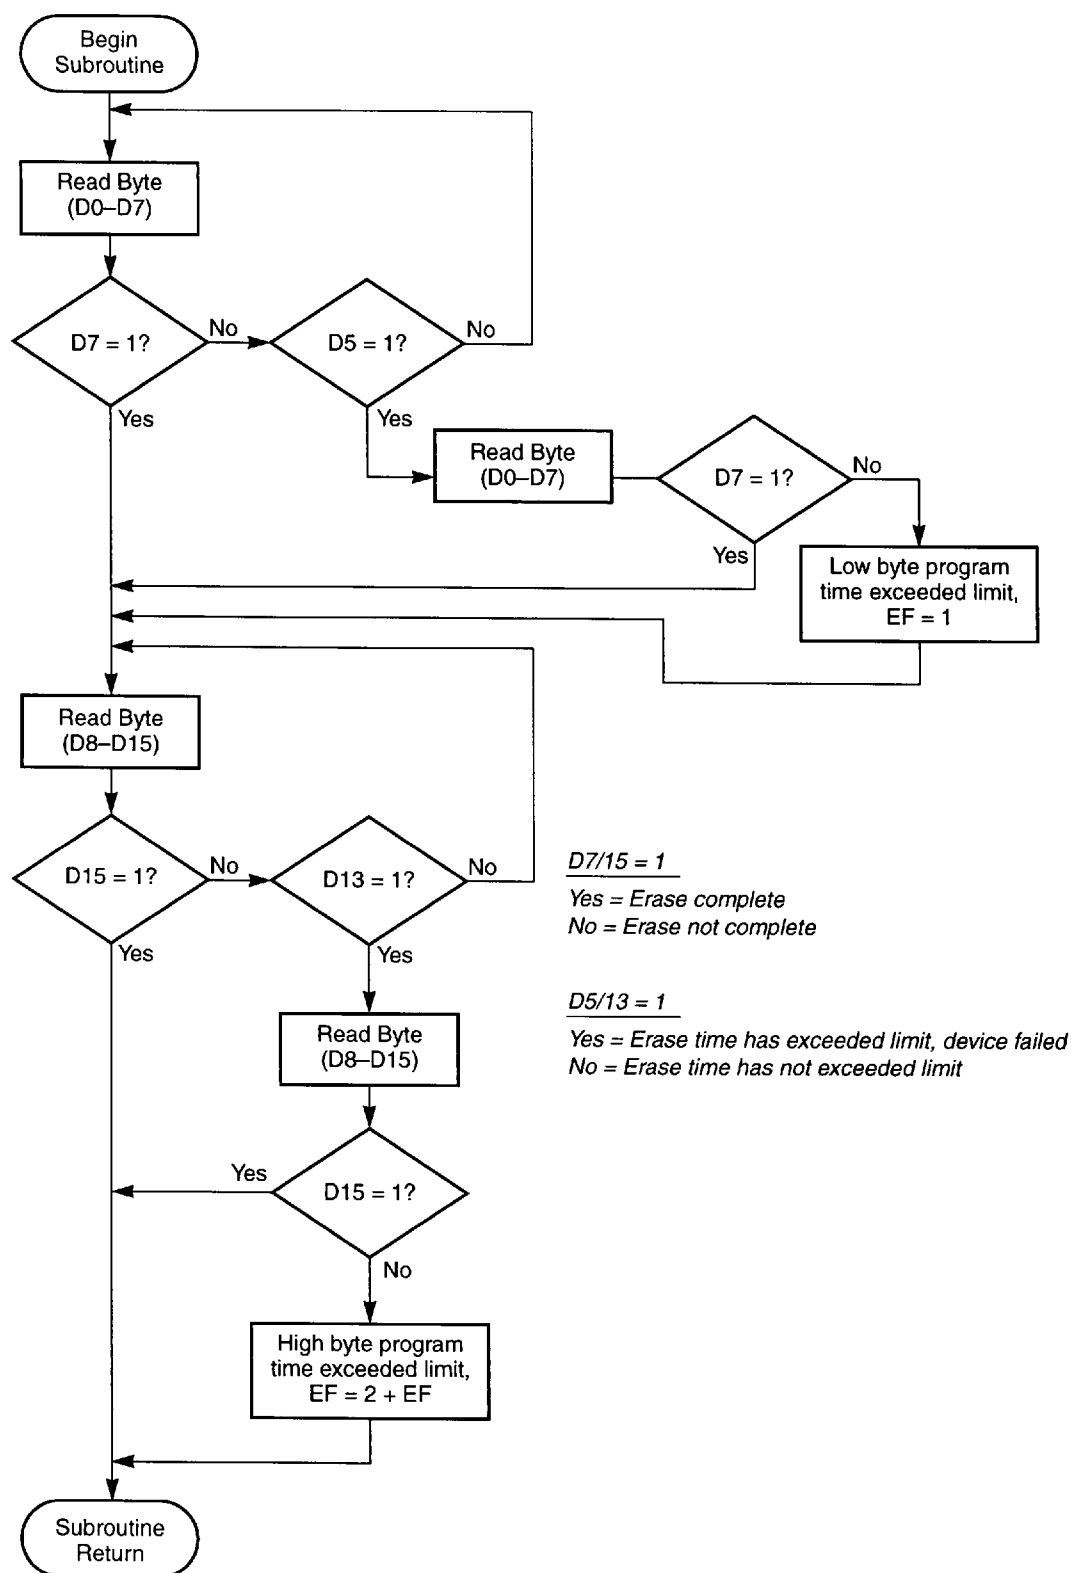 Begin
Subroutine
Read Byte
(D0–D7)
D7 = 1?
No
D5 = 1?
No
Yes
Yes
Read Byte
(D0–D7)
D7 = 1?
No
Yes
Low byte program
time exceeded limit,
EF = 1
Read Byte
(D8–D15)
D15 = 1?
No
D13 = 1?
No
Yes
Yes
D7/15 = 1
Yes = Erase complete
No = Erase not complete
D5/13 = 1
Yes = Erase time has exceeded limit, device failed
No = Erase time has not exceeded limit
Read Byte
(D8–D15)
Yes
D15 = 1?
No
High byte program
time exceeded limit,
EF = 2 + EF
Subroutine
Return